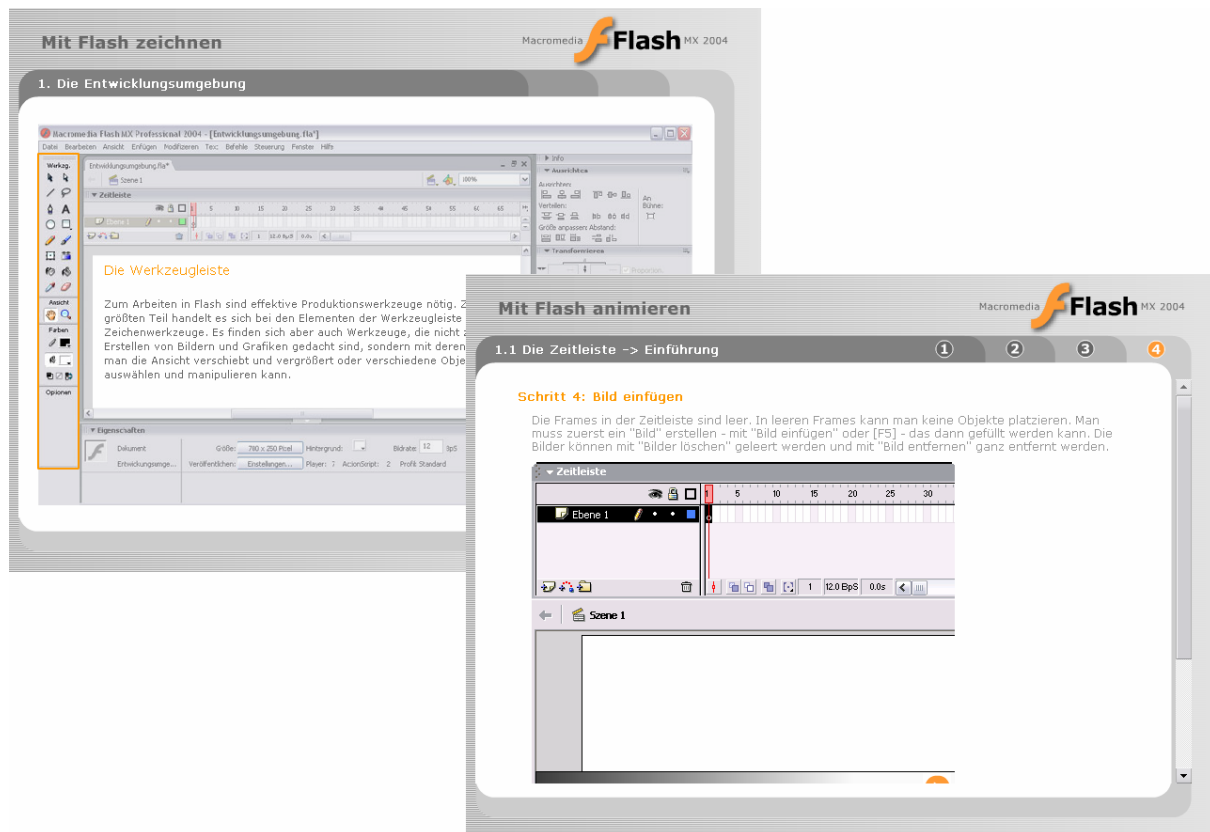 Mit Flash zeichnen
Macromedia Flash MX 2004
1. Die Entwicklungsumgebung
Macromedia Flash MX Professional 2004 - [Entwicklungsumgebung.fla*]
Datei Bearbeiten Ansicht Einfügen Modifizieren Text Befehle Steuerung Fenster Hilfe
Werkzg.
Entwicklungsumgebung.fla*
Szene 1
100%
Zeitleiste
5 10 15 20 25 30 35 40 45 50 55 60 65
Ebene 1
1 12.0 BpS 0.0s
Ansicht
Farben
Optionen
Info
Ausrichten
Ausrichten:
An
Bühne:
Verteilen:
Größe anpassen: Abstand:
Transformieren
Proportion.
Die Werkzeugleiste
Zum Arbeiten in Flash sind effektive Produktionswerkzeuge nötig. Z
größten Teil handelt es sich bei den Elementen der Werkzeugleiste
Zeichenwerkzeuge. Es finden sich aber auch Werkzeuge, die nicht z
Erstellen von Bildern und Grafiken gedacht sind, sondern mit deren
man die Ansicht verschiebt und vergrößert oder verschiedene Obje
auswählen und manipulieren kann.
Eigenschaften
Dokument Größe: 700 x 250 Pixel Hintergrund: Bildrate: 12 BpS
Entwicklungsumge... Veröffentlichen: Einstellungen... Player: 7 ActionScript: 2 Profil: Standard
Mit Flash animieren
Macromedia Flash MX 2004
1.1 Die Zeitleiste -> Einführung
1 2 3 4
Schritt 4: Bild einfügen
Die Frames in der Zeitleiste sind leer. In leeren Frames kann man keine Objekte platzieren. Man
muss zuerst ein "Bild" erstellen - mit "Bild einfügen" oder [F5] - das dann gefüllt werden kann. Die
Bilder können mit "Bilder löschen" geleert werden und mit "Bild entfernen" ganz entfernt werden.
Zeitleiste
1 5 10 15 20 25 30
Ebene 1
1 12.0 BpS 0.0s
Szene 1